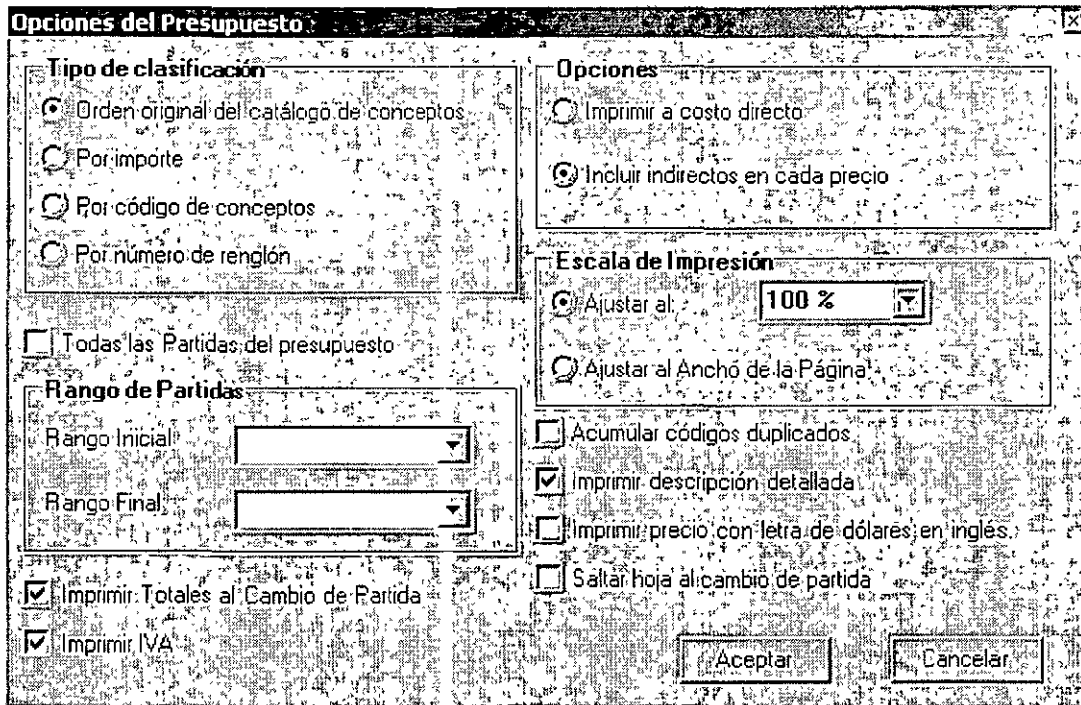 Opciones del Presupuesto
Tipo de clasificación
Orden original del catálogo de conceptos
Por importe
Por código de conceptos
Por número de renglón
Todas las Partidas del presupuesto
Rango de Partidas
Rango Inicial:
Rango Final:
Imprimir Totales al Cambio de Partida
Imprimir IVA
Opciones
Imprimir a costo directo
Incluir indirectos en cada precio
Escala de Impresión
Ajustar al:
100 %
Ajustar al Ancho de la Página
Acumular códigos duplicados
Imprimir descripción detallada
Imprimir precio con letra de dólares en inglés
Saltar hoja al cambio de partida
Aceptar
Cancelar